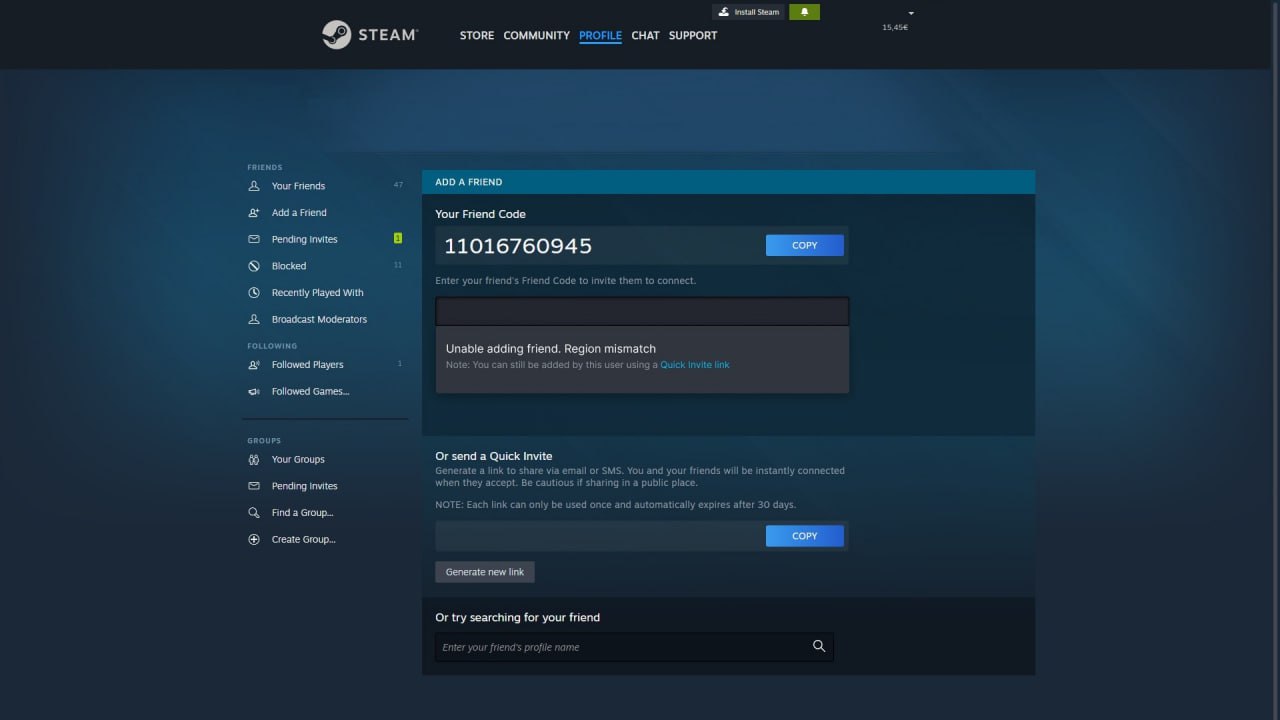 Install Steam
15,45€
STEAM
STORE COMMUNITY PROFILE CHAT SUPPORT
FRIENDS
Your Friends 47
Add a Friend
Pending Invites 1
Blocked 11
Recently Played With
Broadcast Moderators
FOLLOWING
Followed Players 1
Followed Games...
GROUPS
Your Groups
Pending Invites
Find a Group...
Create Group...
ADD A FRIEND
Your Friend Code
11016760945 COPY
Enter your friend's Friend Code to invite them to connect.
Unable adding friend. Region mismatch
Note: You can still be added by this user using a Quick Invite link
Or send a Quick Invite
Generate a link to share via email or SMS. You and your friends will be instantly connected
when they accept. Be cautious if sharing in a public place.
NOTE: Each link can only be used once and automatically expires after 30 days.
COPY
Generate new link
Or try searching for your friend
Enter your friend's profile name